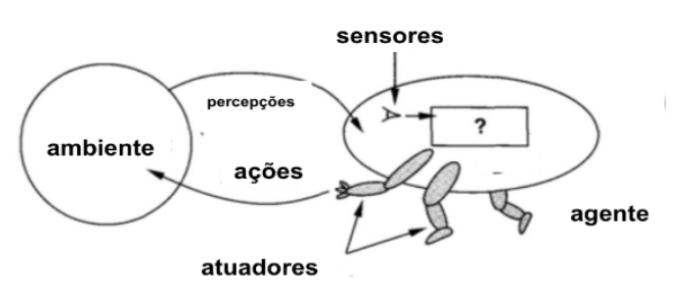 sensores
percepções
?
ambiente
ações
agente
atuadores